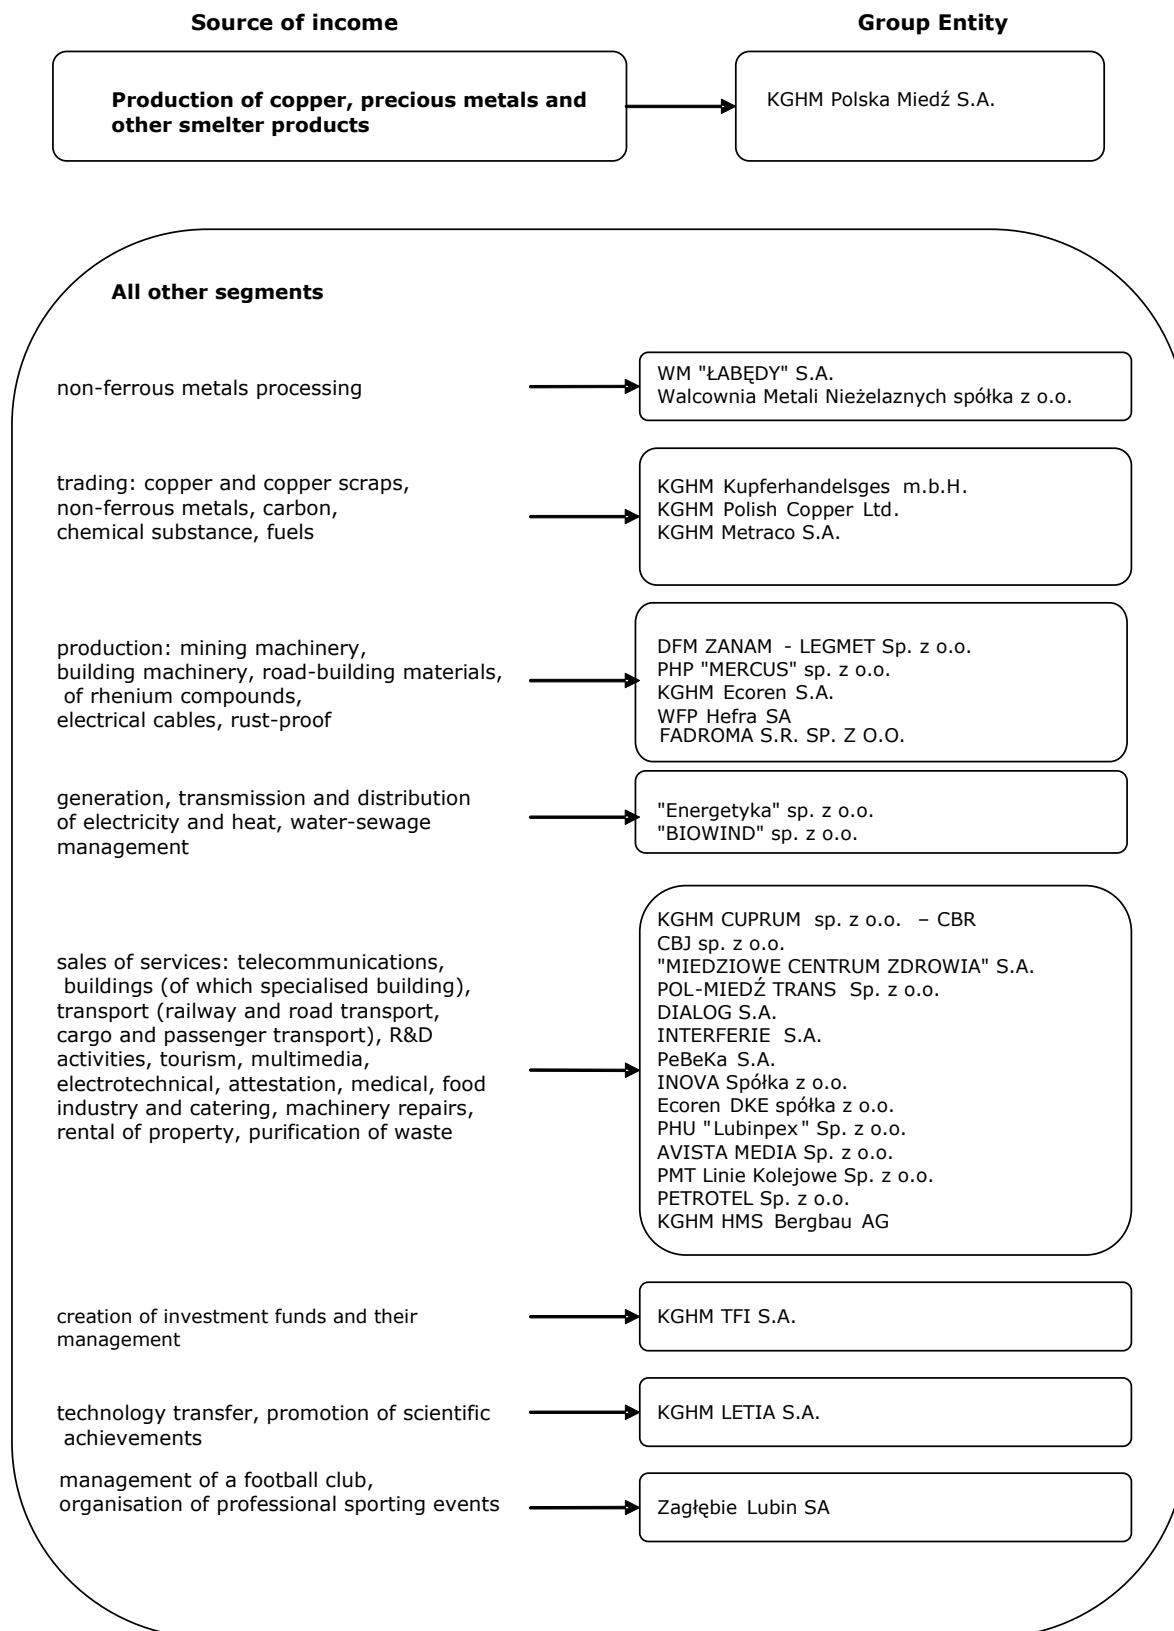 Source of income
Group Entity
Production of copper, precious metals and
other smelter products
KGHM Polska Miedź S.A.
All other segments
non-ferrous metals processing
WM "ŁABĘDY" S.A.
Walcownia Metali Nieżelaznych spółka z o.o.
trading: copper and copper scraps,
non-ferrous metals, carbon,
chemical substance, fuels
KGHM Kupferhandelsges m.b.H.
KGHM Polish Copper Ltd.
KGHM Metraco S.A.
production: mining machinery,
building machinery, road-building materials,
of rhenium compounds,
electrical cables, rust-proof
DFM ZANAM - LEGMET Sp. z o.o.
PHP "MERCUS" sp. z o.o.
KGHM Ecoren S.A.
WFP Hefra SA
FADROMA S.R. SP. Z O.O.
generation, transmission and distribution
of electricity and heat, water-sewage
management
"Energetyka" sp. z o.o.
"BIOWIND" sp. z o.o.
sales of services: telecommunications,
buildings (of which specialised building),
transport (railway and road transport,
cargo and passenger transport), R&D
activities, tourism, multimedia,
electrotechnical, attestation, medical, food
industry and catering, machinery repairs,
rental of property, purification of waste
KGHM CUPRUM sp. z o.o. – CBR
CBJ sp. z o.o.
"MIEDZIOWE CENTRUM ZDROWIA" S.A.
POL-MIEDŹ TRANS Sp. z o.o.
DIALOG S.A.
INTERFERIE S.A.
PeBeKa S.A.
INOVA Spółka z o.o.
Ecoren DKE spółka z o.o.
PHU "Lubinpex" Sp. z o.o.
AVISTA MEDIA Sp. z o.o.
PMT Linie Kolejowe Sp. z o.o.
PETROTEL Sp. z o.o.
KGHM HMS Bergbau AG
creation of investment funds and their
management
KGHM TFI S.A.
technology transfer, promotion of scientific
achievements
KGHM LETIA S.A.
management of a football club,
organisation of professional sporting events
Zagłębie Lubin SA